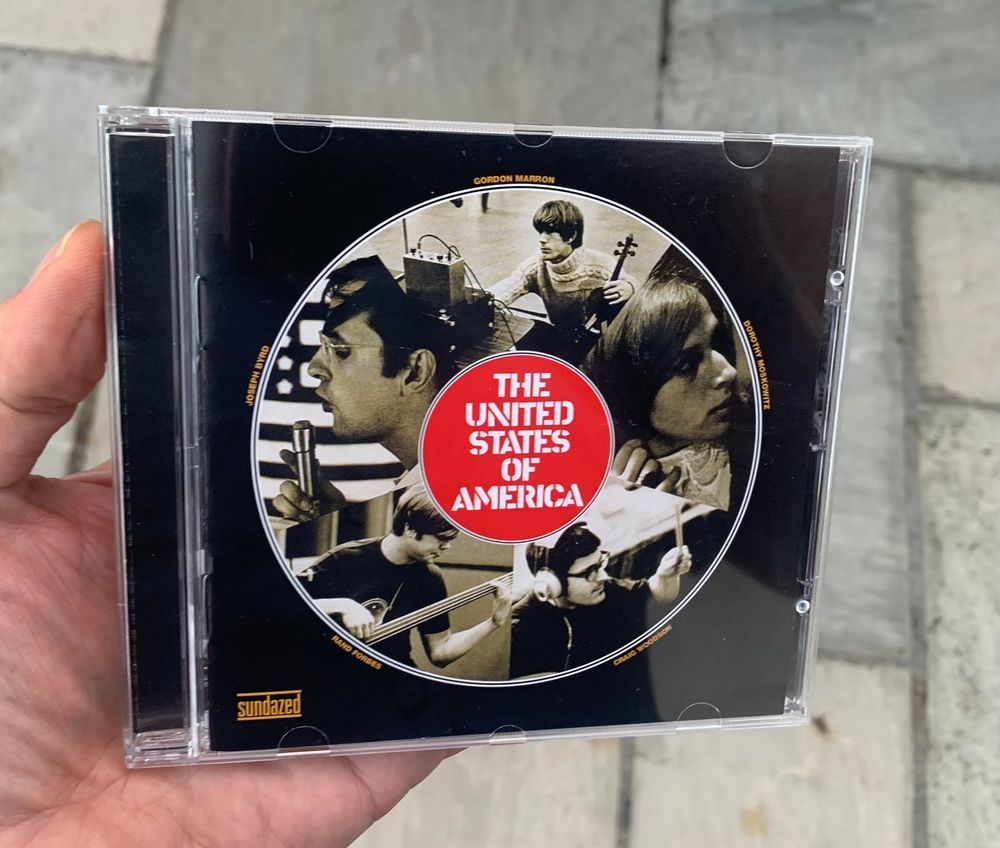 GORDON MARRON
JOSEPH BYRD
DOROTHY MOSKOWITZ
THE
UNITED
STATES
OF
AMERICA
RAND FORBES
CRAIG WOODSON
sundazed